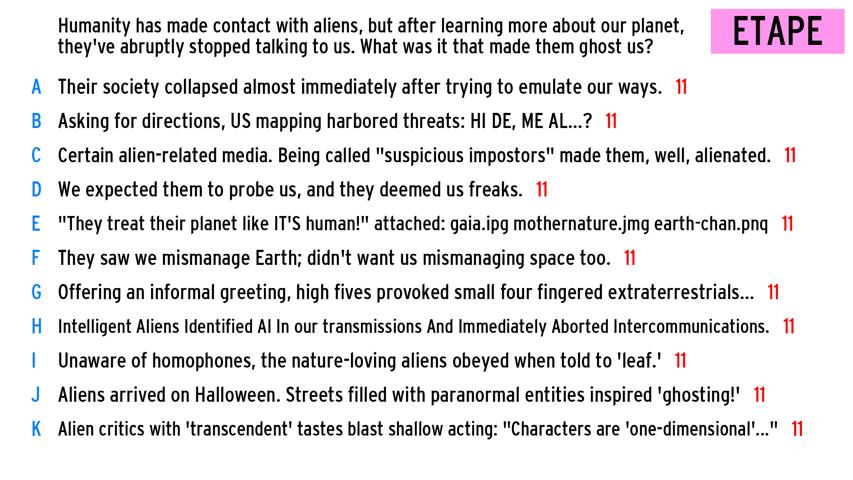 Humanity has made contact with aliens, but after learning more about our planet,
they've abruptly stopped talking to us. What was it that made them ghost us?
ETAPE
A Their society collapsed almost immediately after trying to emulate our ways. 11
B Asking for directions, US mapping harbored threats: HI DE, ME AL...? 11
C Certain alien-related media. Being called "suspicious impostors" made them, well, alienated. 11
D We expected them to probe us, and they deemed us freaks. 11
E "They treat their planet like IT'S human!" attached: gaia.ipg mothernature.jmg earth-chan.pnq 11
F They saw we mismanage Earth; didn't want us mismanaging space too. 11
G Offering an informal greeting, high fives provoked small four fingered extraterrestrials... 11
H Intelligent Aliens Identified AI In our transmissions And Immediately Aborted Intercommunications. 11
I Unaware of homophones, the nature-loving aliens obeyed when told to 'leaf.' 11
J Aliens arrived on Halloween. Streets filled with paranormal entities inspired 'ghosting!' 11
K Alien critics with 'transcendent' tastes blast shallow acting: "Characters are 'one-dimensional'..." 11